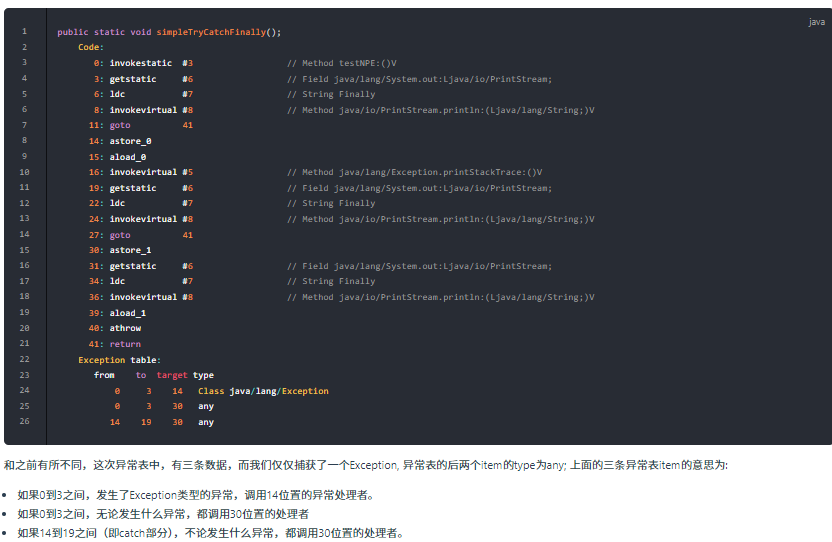 java
1 public static void simpleTryCatchFinally();
2 Code:
3 0: invokestatic #3 // Method testNPE:()V
4 3: getstatic #6 // Field java/lang/System.out:Ljava/io/PrintStream;
5 6: ldc #7 // String Finally
6 8: invokevirtual #8 // Method java/io/PrintStream.println:(Ljava/lang/String;)V
7 11: goto 41
8 14: astore_0
9 15: aload_0
10 16: invokevirtual #5 // Method java/lang/Exception.printStackTrace:()V
11 19: getstatic #6 // Field java/lang/System.out:Ljava/io/PrintStream;
12 22: ldc #7 // String Finally
13 24: invokevirtual #8 // Method java/io/PrintStream.println:(Ljava/lang/String;)V
14 27: goto 41
15 30: astore_1
16 31: getstatic #6 // Field java/lang/System.out:Ljava/io/PrintStream;
17 34: ldc #7 // String Finally
18 36: invokevirtual #8 // Method java/io/PrintStream.println:(Ljava/lang/String;)V
19 39: aload_1
20 40: athrow
21 41: return
22 Exception table:
23 from to target type
24 0 3 14 Class java/lang/Exception
25 0 3 30 any
26 14 19 30 any
和之前有所不同，这次异常表中，有三条数据，而我们仅仅捕获了一个Exception, 异常表的后两个item的type为any; 上面的三条异常表item的意思为:
• 如果0到3之间，发生了Exception类型的异常，调用14位置的异常处理者。
• 如果0到3之间，无论发生什么异常，都调用30位置的处理者
• 如果14到19之间（即catch部分），不论发生什么异常，都调用30位置的处理者。